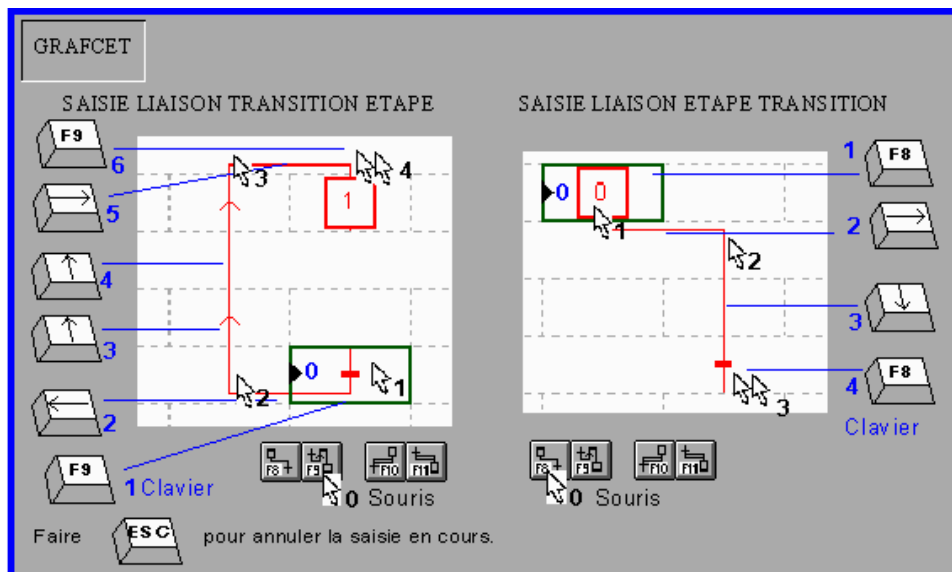 GRAFCET
SAISIE LIAISON TRANSITION ETAPE
SAISIE LIAISON ETAPE TRANSITION
F9
6
5
4
3
2
F9
1 Clavier
3
4
1
2
0
1
F8 F9 F10 F11
0 Souris
0
0
1
2
3
1
F8
2
3
4
F8
Clavier
F8 F9 F10 F11
0 Souris
Faire ESC pour annuler la saisie en cours.